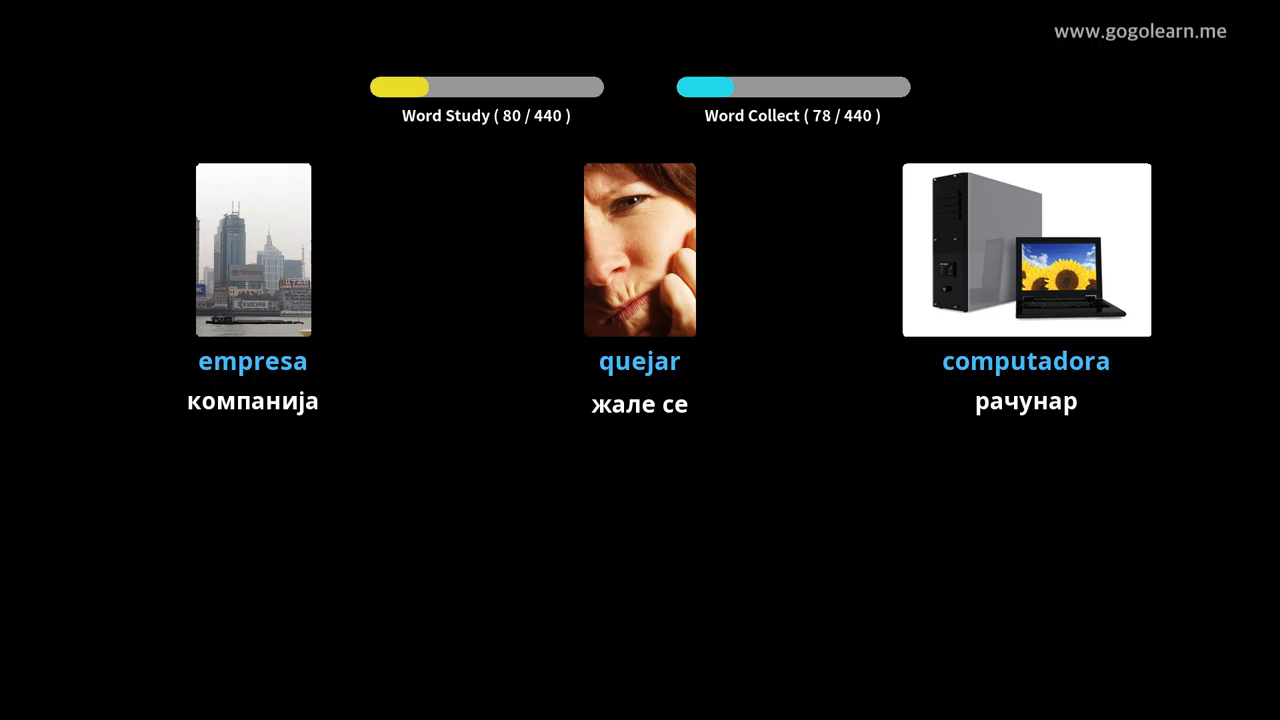 www.gogolearn.me
Word Study ( 80 / 440 )
Word Collect ( 78 / 440 )
empresa
компанија
quejar
жале се
computadora
рачунар